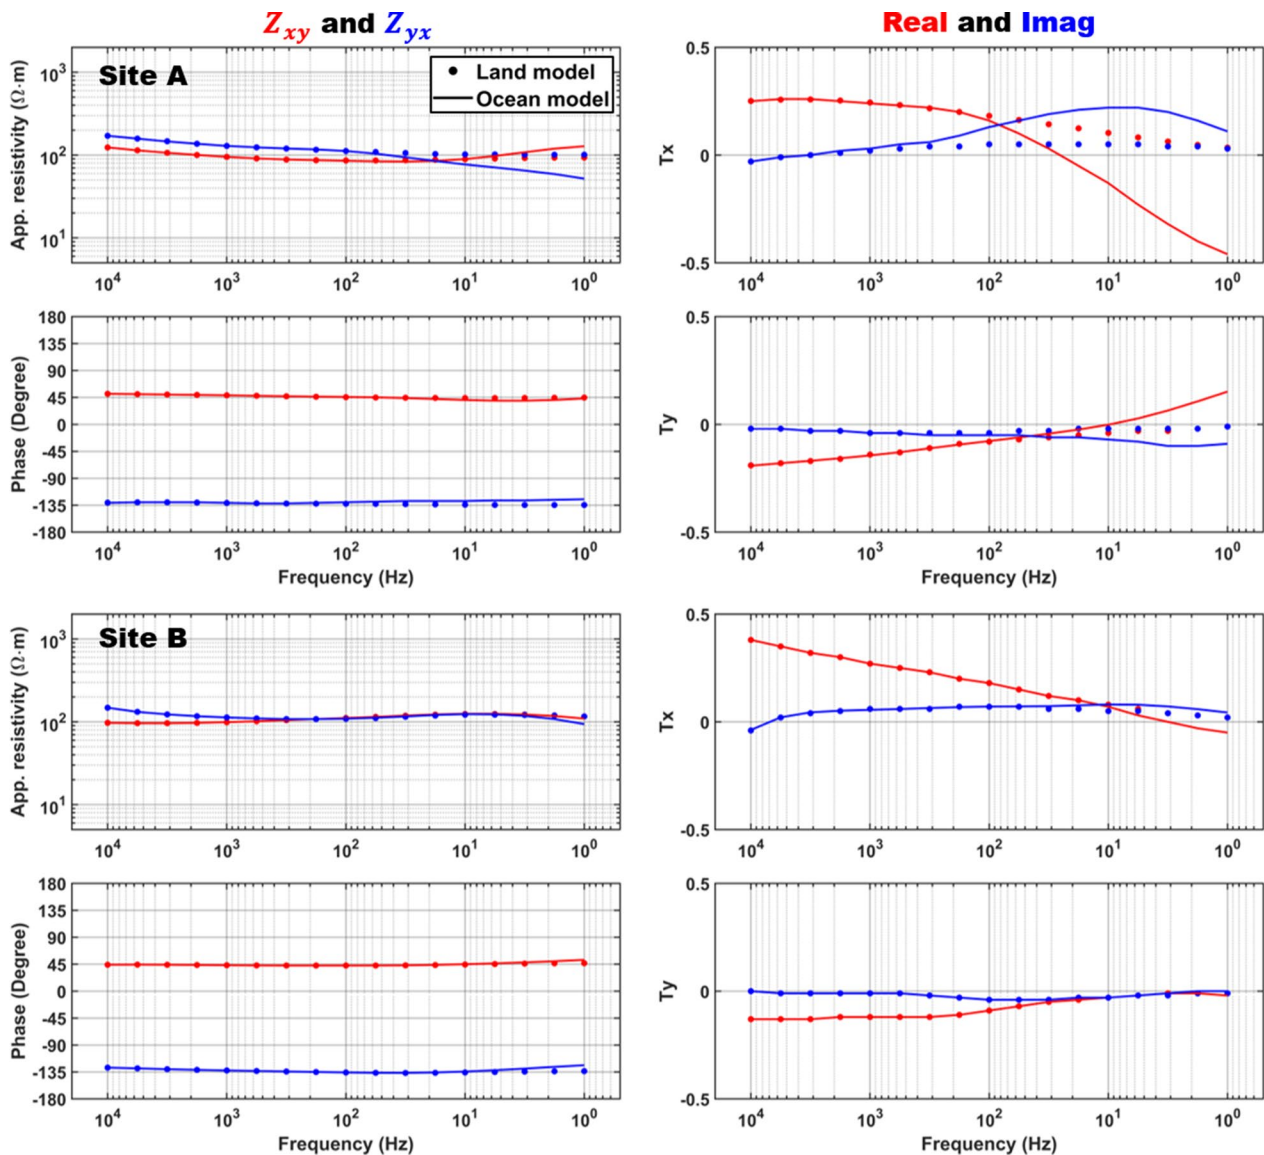 Zxy and Zyx
Real and Imag
Site A
Land model
Ocean model
App. resistivity (Ω·m)
10³
10²
10¹
10⁴ 10³ 10² 10¹ 10⁰
Tx
0.5
0
-0.5
10⁴ 10³ 10² 10¹ 10⁰
Phase (Degree)
180
135
90
45
0
-45
-90
-135
-180
10⁴ 10³ 10² 10¹ 10⁰
Frequency (Hz)
Ty
0.5
0
-0.5
10⁴ 10³ 10² 10¹ 10⁰
Frequency (Hz)
Site B
App. resistivity (Ω·m)
10³
10²
10¹
10⁴ 10³ 10² 10¹ 10⁰
Tx
0.5
0
-0.5
10⁴ 10³ 10² 10¹ 10⁰
Phase (Degree)
180
135
90
45
0
-45
-90
-135
-180
10⁴ 10³ 10² 10¹ 10⁰
Frequency (Hz)
Ty
0.5
0
-0.5
10⁴ 10³ 10² 10¹ 10⁰
Frequency (Hz)